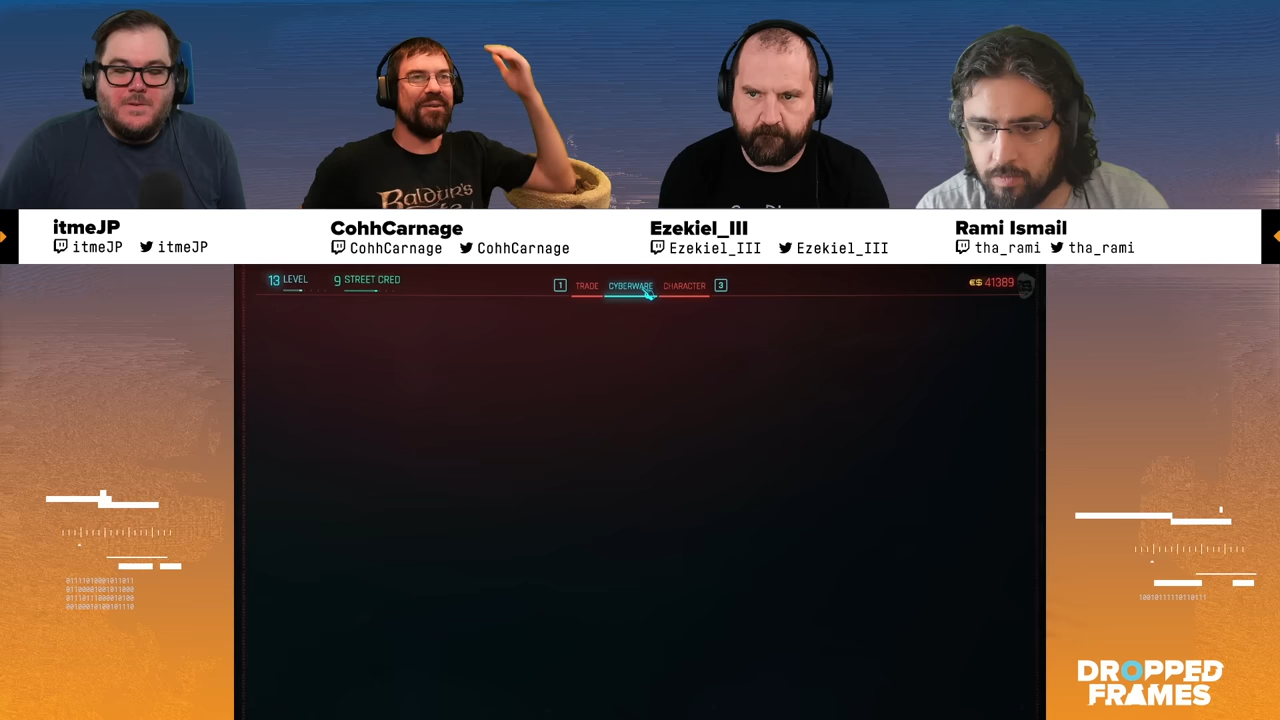 BALDUR'S
itmeJP
itmeJP itmeJP
CohhCarnage
CohhCarnage CohhCarnage
Ezekiel_III
Ezekiel_III Ezekiel_III
Rami Ismail
tha_rami tha_rami
13 LEVEL 9 STREET CRED 1 TRADE CYBERWARE CHARACTER 3 €$ 41389
DROPPED
FRAMES